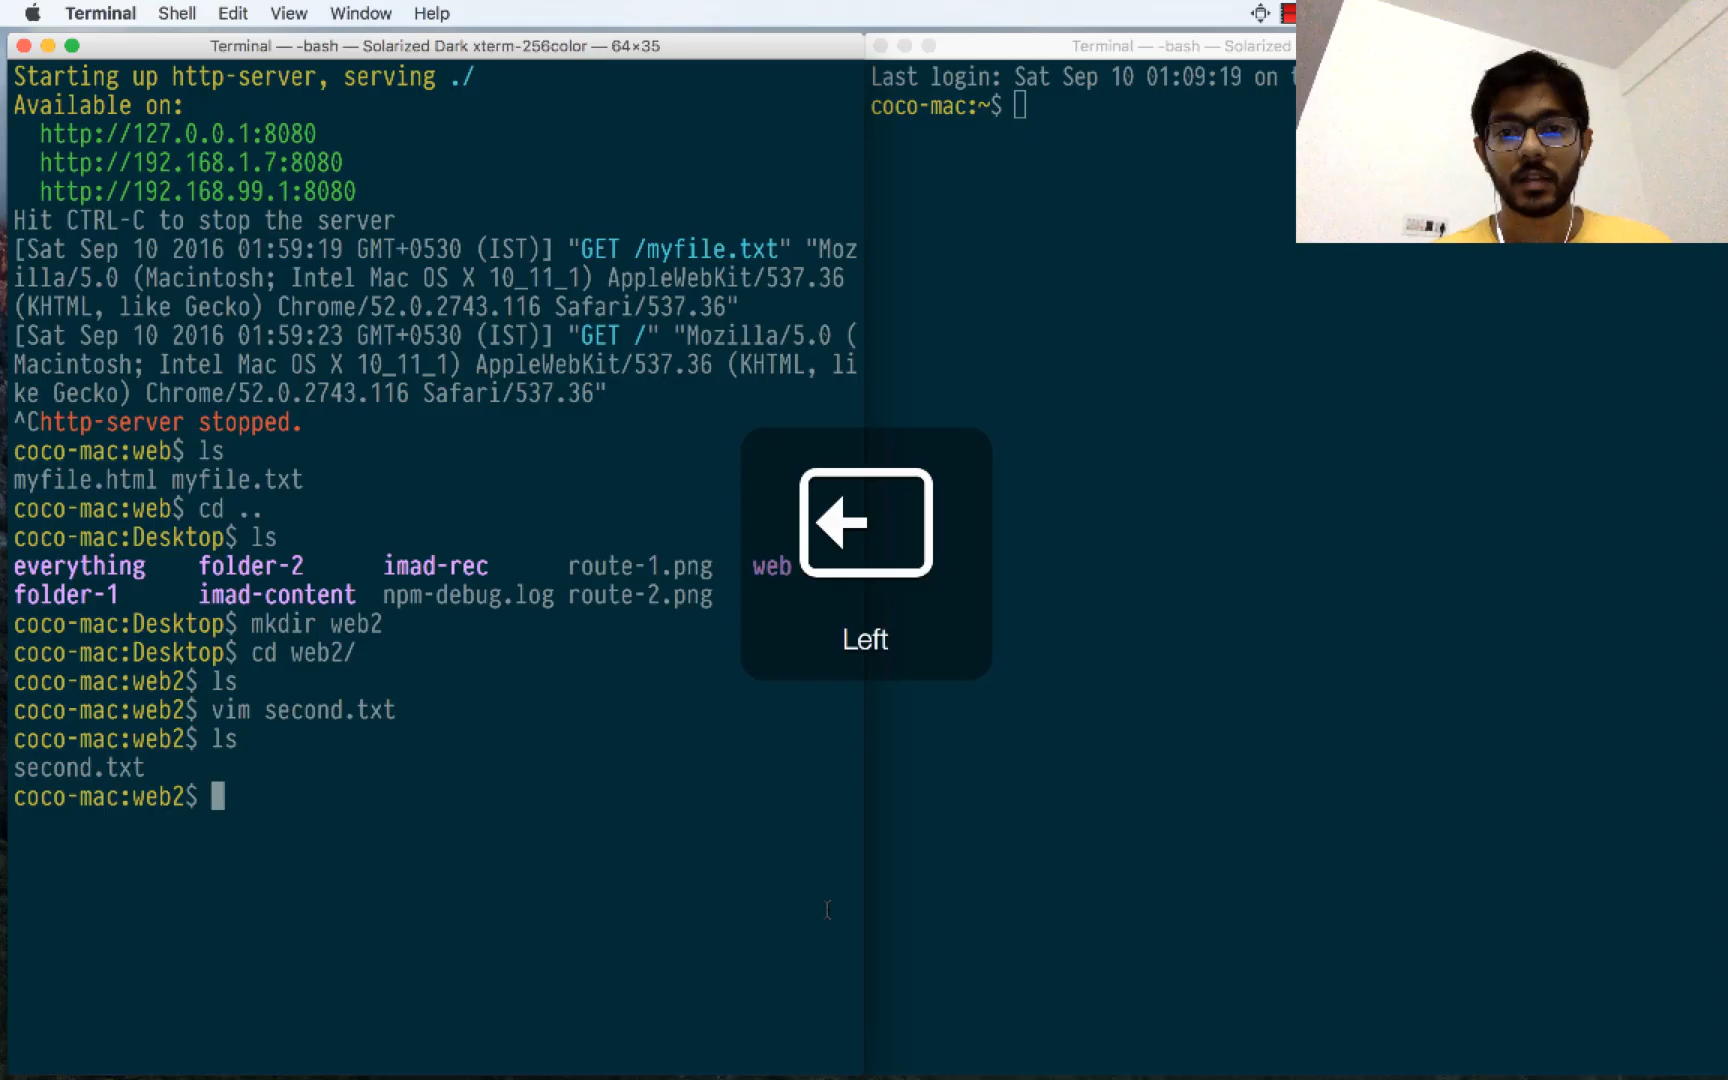 Terminal Shell Edit View Window Help
Terminal — -bash — Solarized Dark xterm-256color — 64×35
Starting up http-server, serving ./
Available on:
http://127.0.0.1:8080
http://192.168.1.7:8080
http://192.168.99.1:8080
Hit CTRL-C to stop the server
[Sat Sep 10 2016 01:59:19 GMT+0530 (IST)] "GET /myfile.txt" "Moz
illa/5.0 (Macintosh; Intel Mac OS X 10_11_1) AppleWebKit/537.36
(KHTML, like Gecko) Chrome/52.0.2743.116 Safari/537.36"
[Sat Sep 10 2016 01:59:23 GMT+0530 (IST)] "GET /" "Mozilla/5.0 (
Macintosh; Intel Mac OS X 10_11_1) AppleWebKit/537.36 (KHTML, li
ke Gecko) Chrome/52.0.2743.116 Safari/537.36"
^Chttp-server stopped.
coco-mac:web$ ls
myfile.html myfile.txt
coco-mac:web$ cd ..
coco-mac:Desktop$ ls
everything folder-2 imad-rec route-1.png web
folder-1 imad-content npm-debug.log route-2.png
coco-mac:Desktop$ mkdir web2
coco-mac:Desktop$ cd web2/
coco-mac:web2$ ls
coco-mac:web2$ vim second.txt
coco-mac:web2$ ls
second.txt
coco-mac:web2$
Terminal — -bash — Solarized
Last login: Sat Sep 10 01:09:19 on t
coco-mac:~$
Left